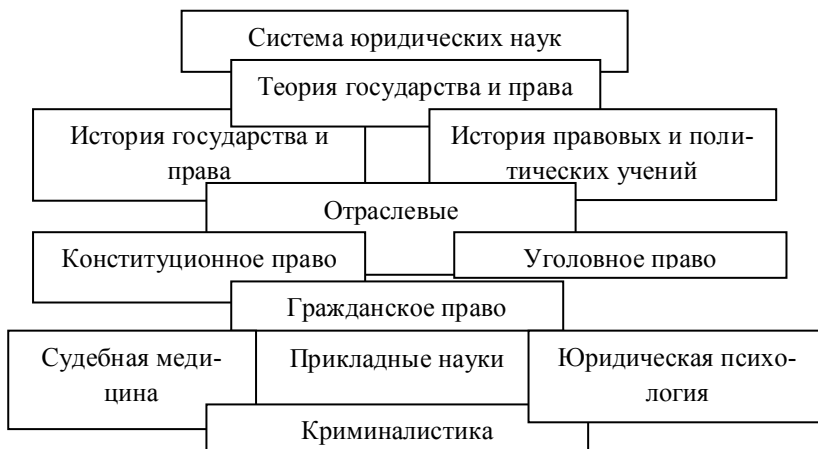 Система юридических наук
Теория государства и права
История государства и
права
История правовых и поли-
тических учений
Отраслевые
Конституционное право
Уголовное право
Гражданское право
Судебная меди-
цина
Прикладные науки
Юридическая психо-
логия
Криминалистика